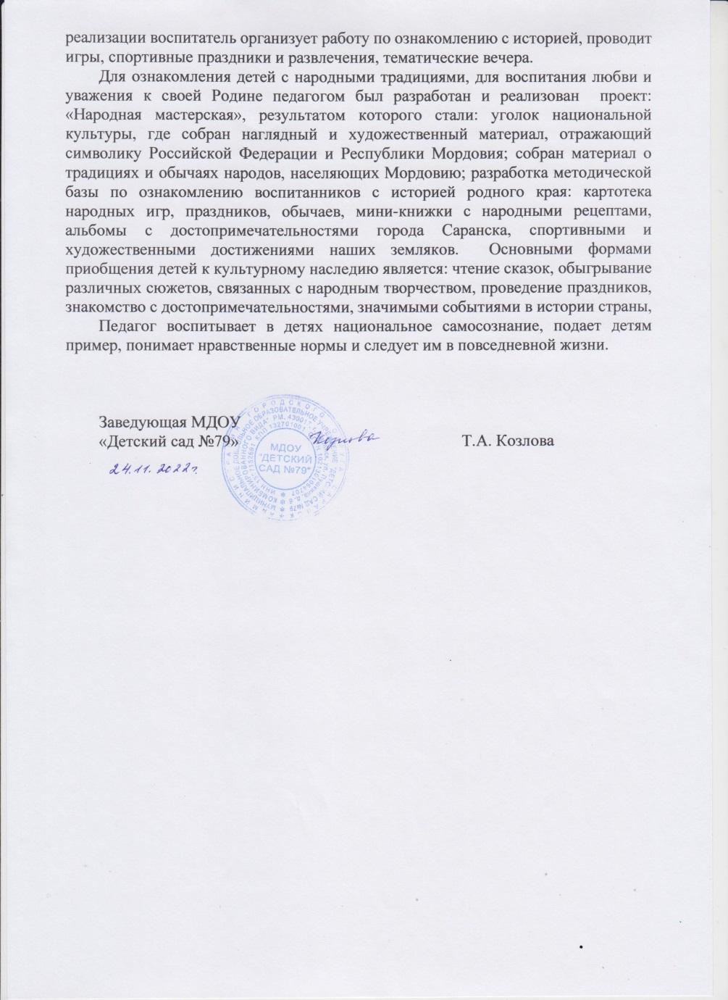 реализации воспитатель организует работу по ознакомлению с историей, проводит
игры, спортивные праздники и развлечения, тематические вечера.
Для ознакомления детей с народными традициями, для воспитания любви и
уважения к своей Родине педагогом был разработан и реализован проект:
«Народная мастерская», результатом которого стали: уголок национальной
культуры, где собран наглядный и художественный материал, отражающий
символику Российской Федерации и Республики Мордовия; собран материал о
традициях и обычаях народов, населяющих Мордовию; разработка методической
базы по ознакомлению воспитанников с историей родного края: картотека
народных игр, праздников, обычаев, мини-книжки с народными рецептами,
альбомы с достопримечательностями города Саранска, спортивными и
художественными достижениями наших земляков. Основными формами
приобщения детей к культурному наследию является: чтение сказок, обыгрывание
различных сюжетов, связанных с народным творчеством, проведение праздников,
знакомство с достопримечательностями, значимыми событиями в истории страны,
Педагог воспитывает в детях национальное самосознание, подает детям
пример, понимает нравственные нормы и следует им в повседневной жизни.
Заведующая МДОУ
«Детский сад №79»
Т.А. Козлова
24.11.2022г.
МДОУ
"ДЕТСКИЙ
САД №79"